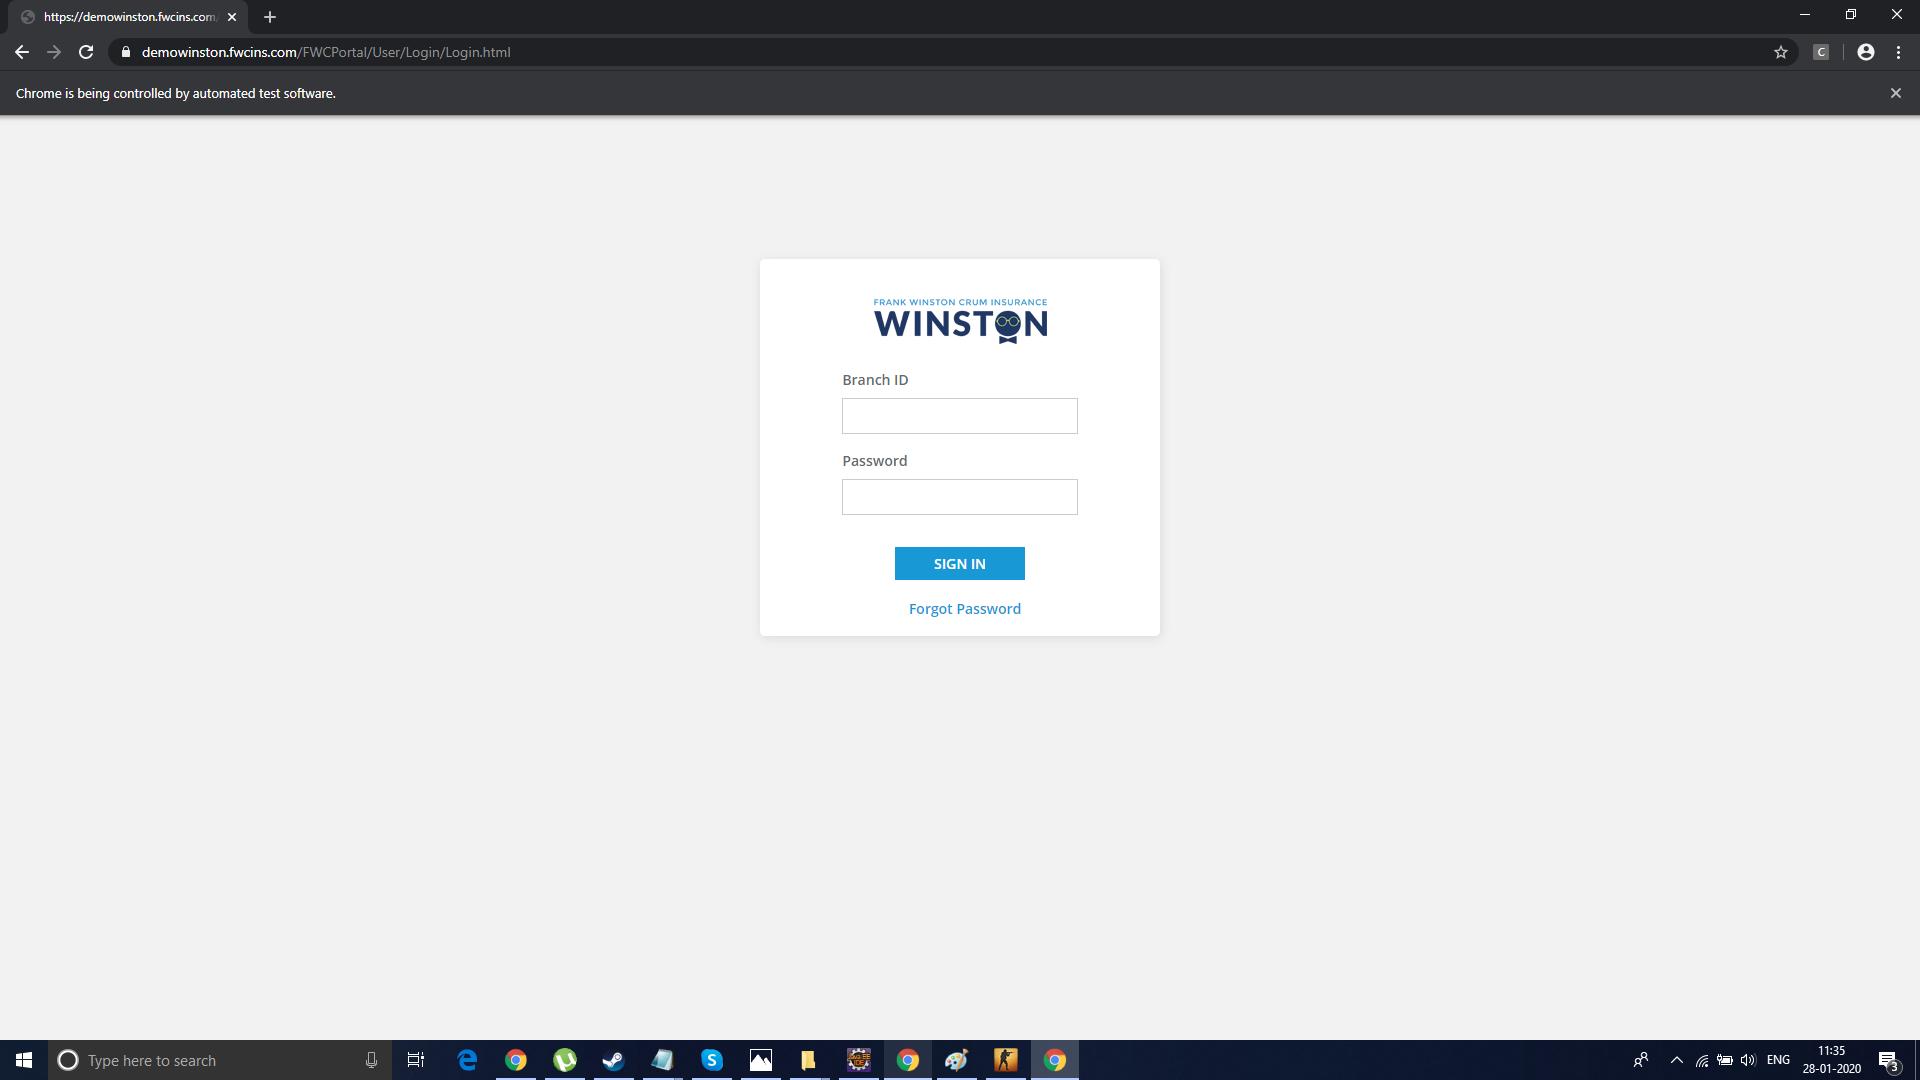 https://demowinston.fwcins.com/
demowinston.fwcins.com/FWCPortal/User/Login/Login.html
C
Chrome is being controlled by automated test software.
FRANK WINSTON CRUM INSURANCE
WINSTON
Branch ID
Password
SIGN IN
Forgot Password
Type here to search
ENG
11:35
28-01-2020
3